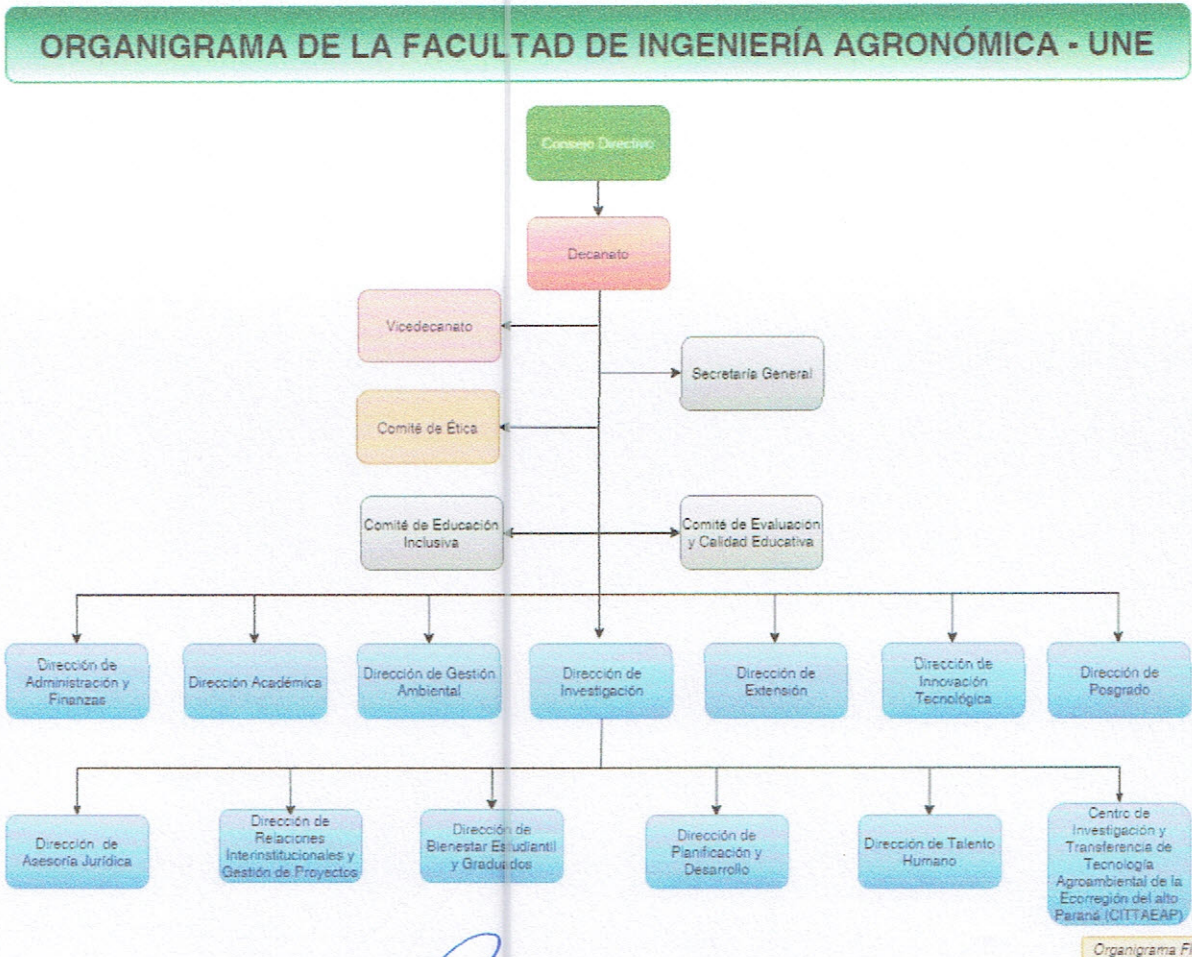 ORGANIGRAMA DE LA FACULTAD DE INGENIERÍA AGRONÓMICA - UNE
Consejo Directivo
Decanato
Vicedecanato
Secretaría General
Comité de Ética
Comité de Educación
Inclusiva
Comité de Evaluación
y Calidad Educativa
Dirección de
Administración y
Finanzas
Dirección Académica
Dirección de Gestión
Ambiental
Dirección de
Investigación
Dirección de
Extensión
Dirección de
Innovación
Tecnológica
Dirección de
Posgrado
Dirección de
Asesoría Jurídica
Dirección de
Relaciones
Interinstitucionales y
Gestión de Proyectos
Dirección de
Bienestar Estudiantil
y Graduados
Dirección de
Planificación y
Desarrollo
Dirección de Talento
Humano
Centro de
Investigación y
Transferencia de
Tecnología
Agroambiental de la
Ecorregión del alto
Paraná (CITTAEAP)
Organigrama